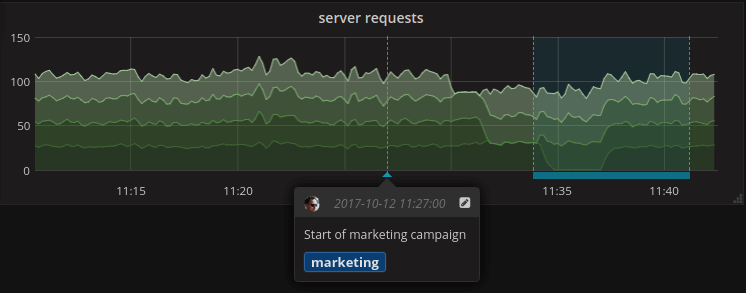 server requests
150
100
50
0
11:15 11:20 11:35 11:40
2017-10-12 11:27:00
Start of marketing campaign
marketing